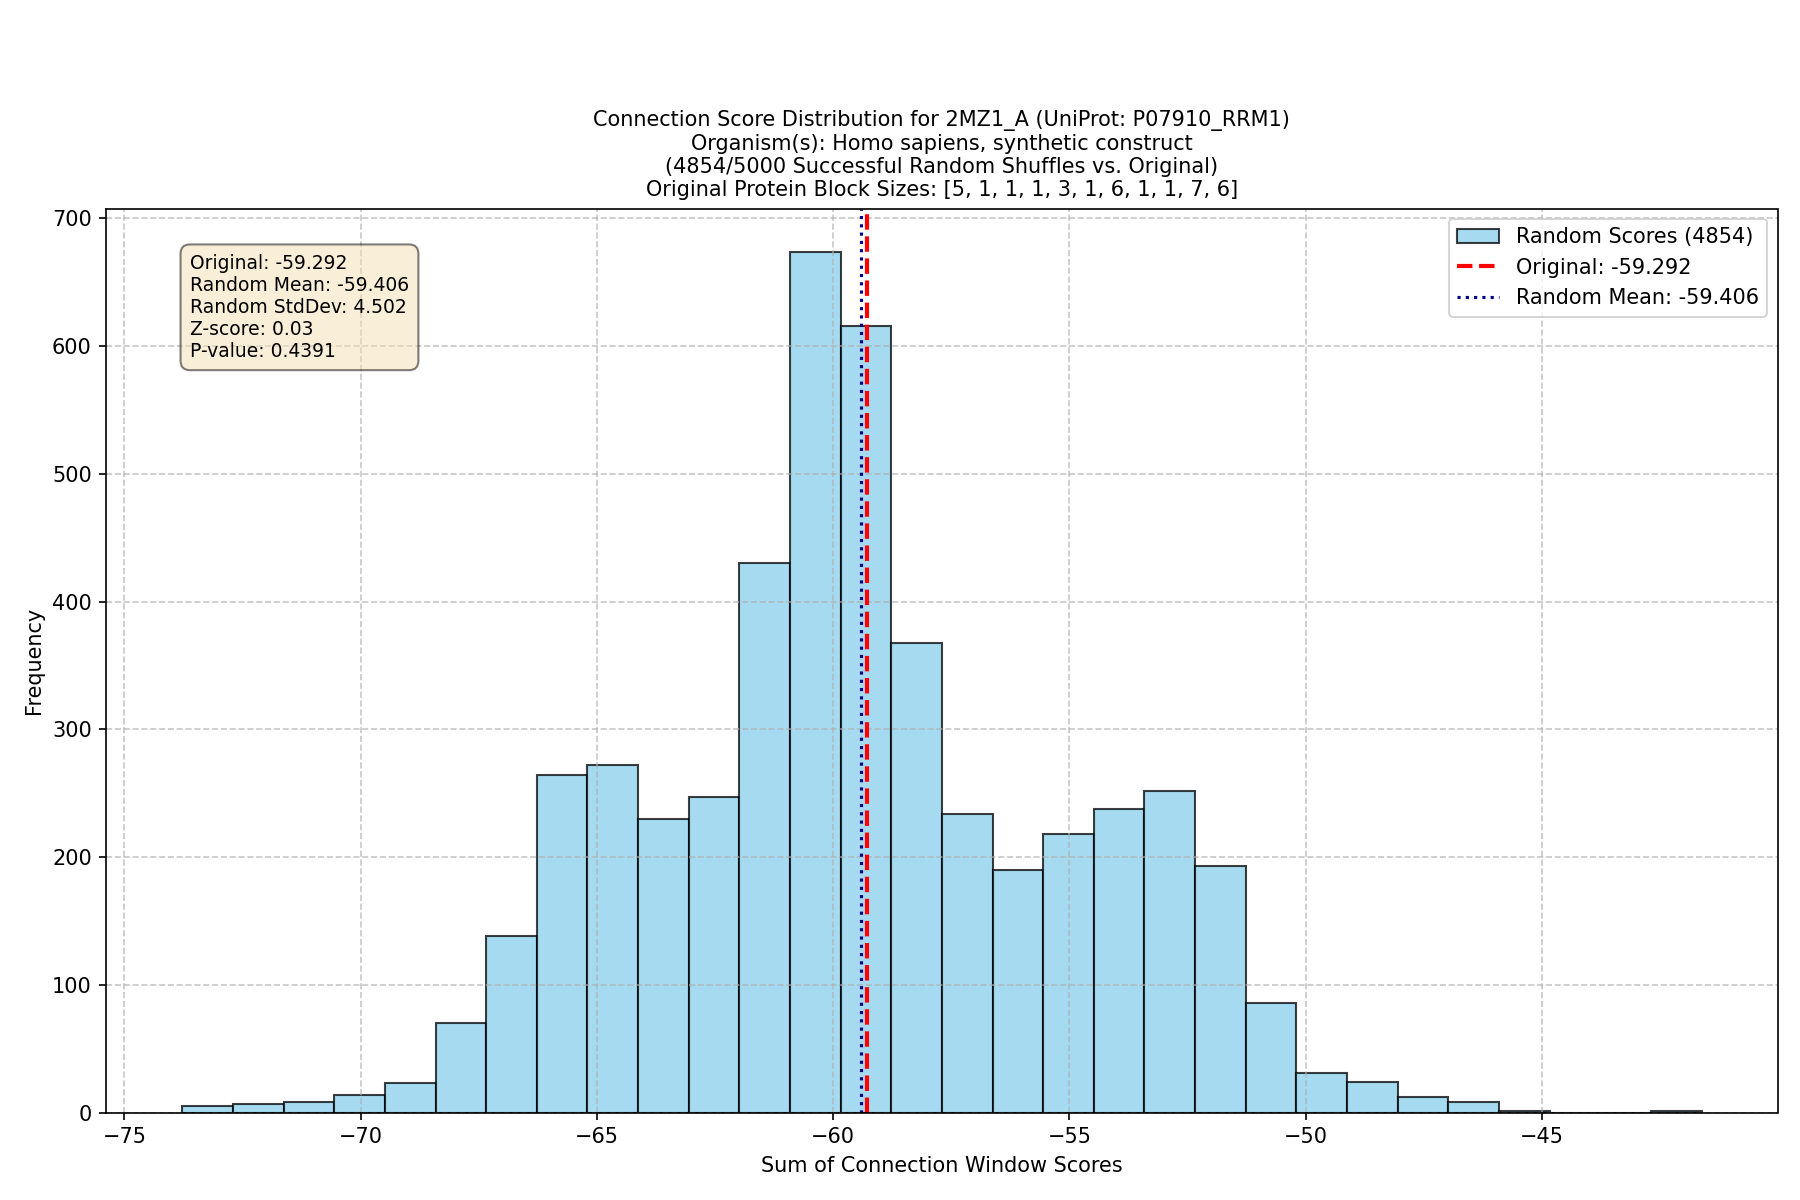 Connection Score Distribution for 2MZ1_A (UniProt: P07910_RRM1)
Organism(s): Homo sapiens, synthetic construct
(4854/5000 Successful Random Shuffles vs. Original)
Original Protein Block Sizes: [5, 1, 1, 1, 3, 1, 6, 1, 1, 7, 6]
Original: -59.292
Random Mean: -59.406
Random StdDev: 4.502
Z-score: 0.03
P-value: 0.4391
Random Scores (4854)
Original: -59.292
Random Mean: -59.406
Frequency
700
600
500
400
300
200
100
0
−75
−70
−65
−60
−55
−50
−45
Sum of Connection Window Scores